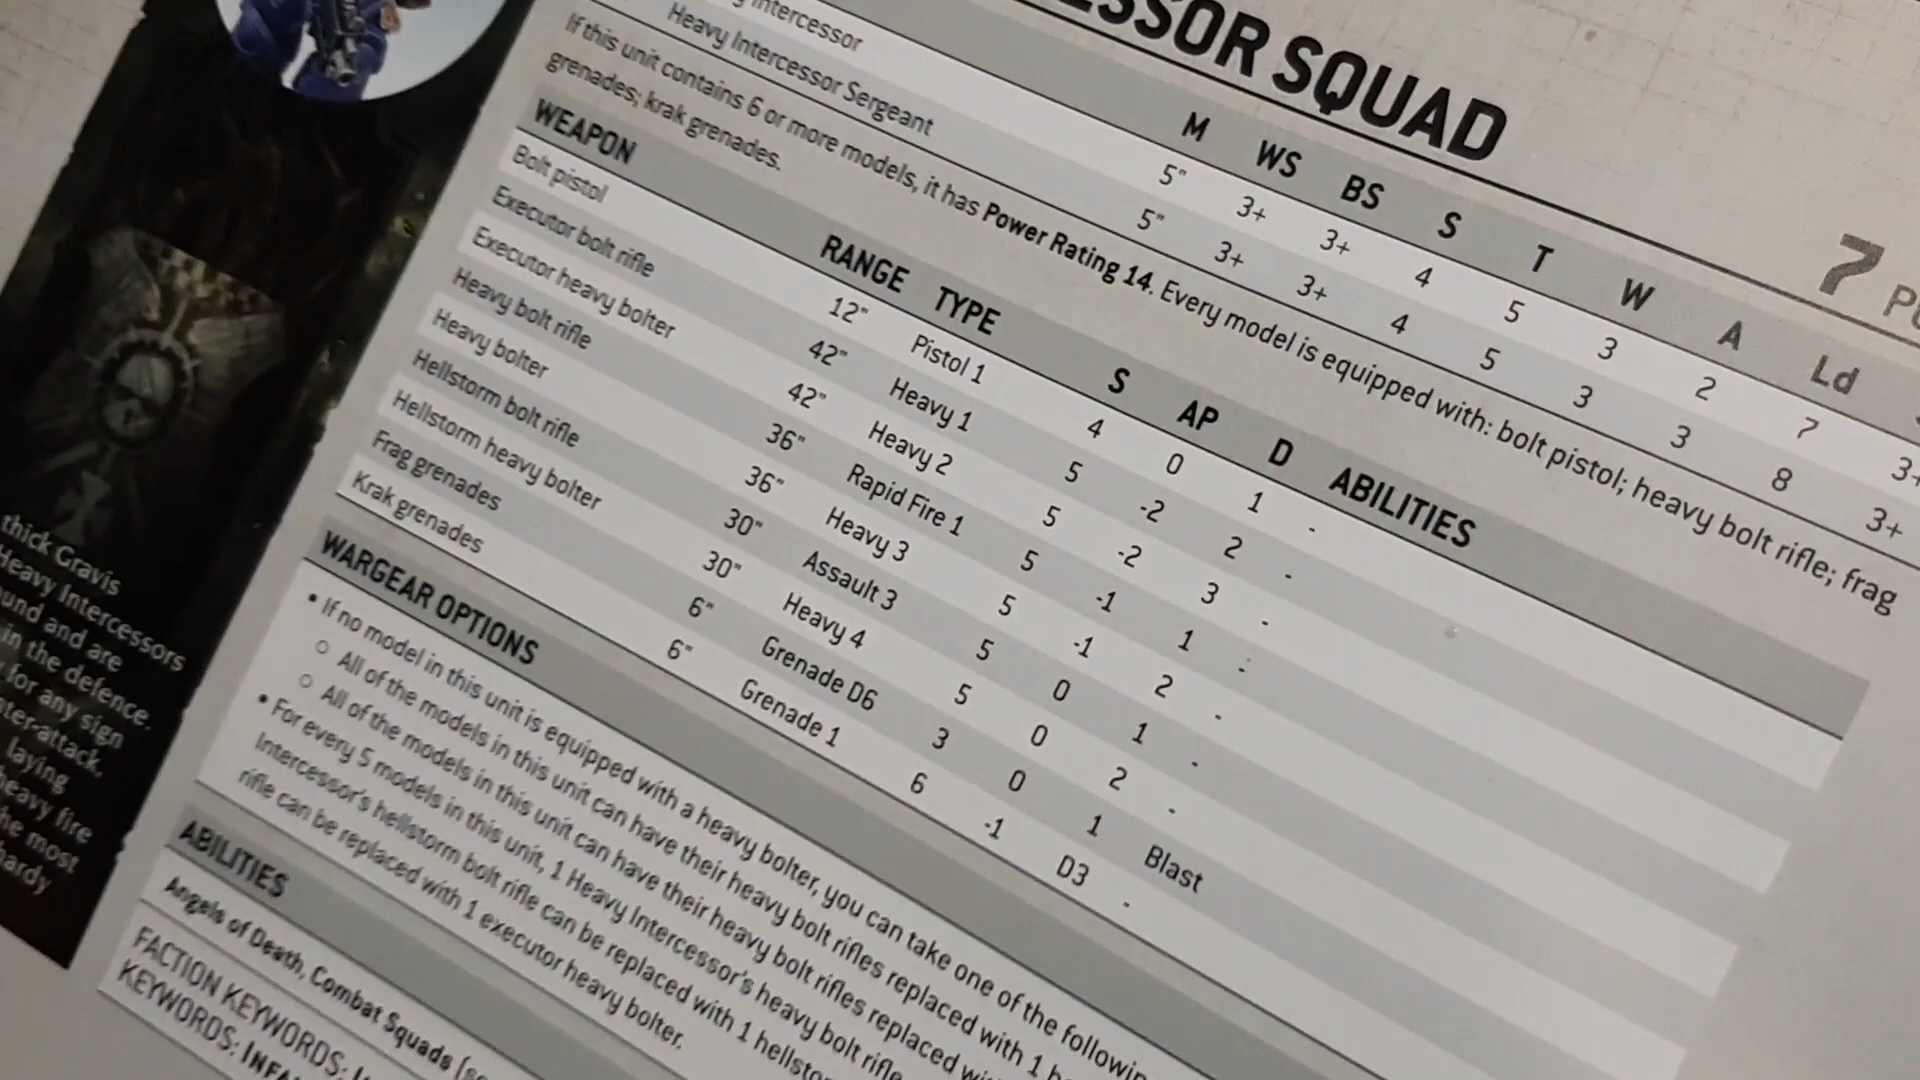 SQUAD
7
M WS BS S T W A Ld
Intercessor 5" 3+ 3+ 4 5 3 2 7 3+
Heavy Intercessor Sergeant 5" 3+ 3+ 4 5 3 3 8 3+
If this unit contains 6 or more models, it has Power Rating 14. Every model is equipped with: bolt pistol; heavy bolt rifle; frag
grenades; krak grenades.
WEAPON RANGE TYPE S AP D ABILITIES
Bolt pistol 12" Pistol 1 4 0 1 -
Executor bolt rifle 42" Heavy 1 5 -2 2 -
Executor heavy bolter 42" Heavy 2 5 -2 3 -
Heavy bolt rifle 36" Rapid Fire 1 5 -1 1 -
Heavy bolter 36" Heavy 3 5 -1 2 -
Hellstorm bolt rifle 30" Assault 3 5 0 1 -
Hellstorm heavy bolter 30" Heavy 4 5 0 2 -
Frag grenades 6" Grenade D6 3 0 1 Blast
Krak grenades 6" Grenade 1 6 -1 D3 -
WARGEAR OPTIONS
• If no model in this unit is equipped with a heavy bolter, you can take one of the
○ All of the models in this unit can have their heavy bolt rifles replaced with 1
○ All of the models in this unit can have their heavy bolt rifles replaced
• For every 5 models in this unit, 1 Heavy Intercessor's heavy bolt rifle
Intercessor's hellstorm bolt rifle can be replaced with 1
rifle can be replaced with 1 executor heavy bolter.
ABILITIES
Angels of Death, Combat Squads
FACTION KEYWORDS:
KEYWORDS:
thick Gravis
Heavy Intercessors
and are
in the defence.
for any sign
laying
heavy fire
most
hardy